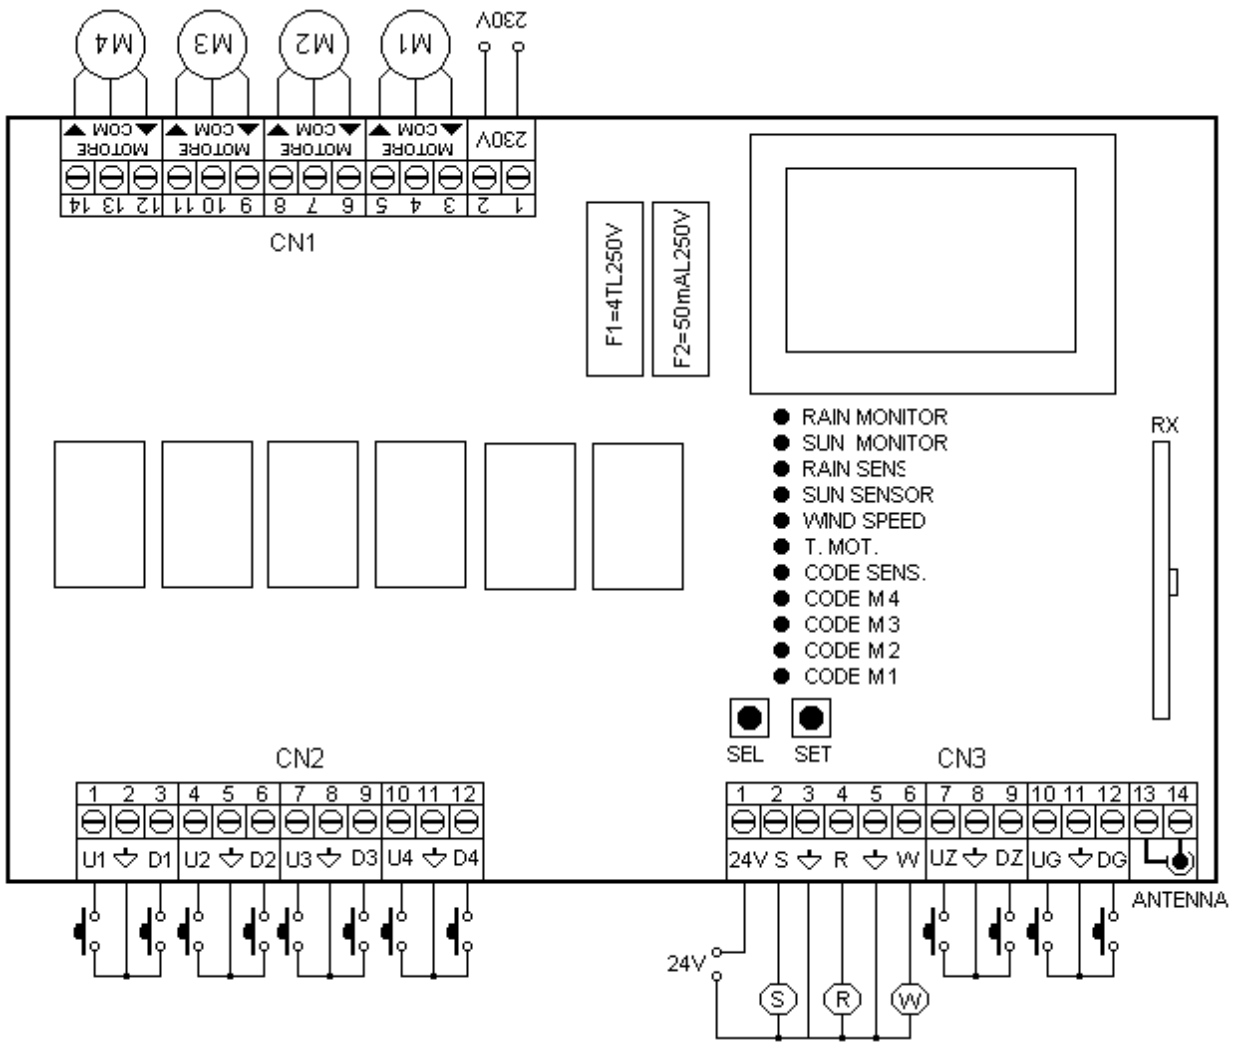 M4 M3 M2 M1 230V
COM COM COM COM
MOTORE MOTORE MOTORE MOTORE 230V
14 13 12 11 10 9 8 7 6 5 4 3 2 1
CN1
F1=4TL250V
F2=50mAL250V
RAIN MONITOR
SUN MONITOR
RAIN SENS
SUN SENSOR
WIND SPEED
T. MOT.
CODE SENS.
CODE M4
CODE M3
CODE M2
CODE M1
RX
SEL SET
CN2
1 2 3 4 5 6 7 8 9 10 11 12
U1 D1 U2 D2 U3 D3 U4 D4
CN3
1 2 3 4 5 6 7 8 9 10 11 12 13 14
24V S R W UZ DZ UG DG
ANTENNA
24V
S R W